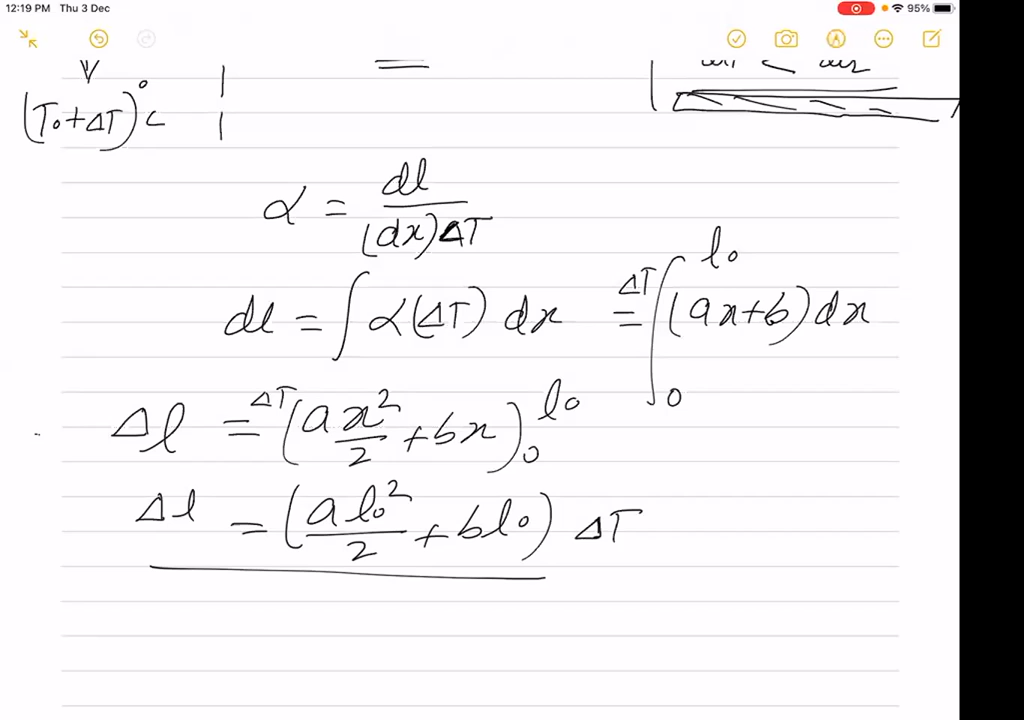 12:19 PM Thu 3 Dec 95%
(T₀+ΔT)°C
α = dl / (dx)ΔT
dl = ∫ α(ΔT) dx = ΔT ∫₀^l₀ (ax+b)dx
Δl = ΔT (ax²/2 + bx)₀^l₀
Δl = (al₀²/2 + bl₀) ΔT